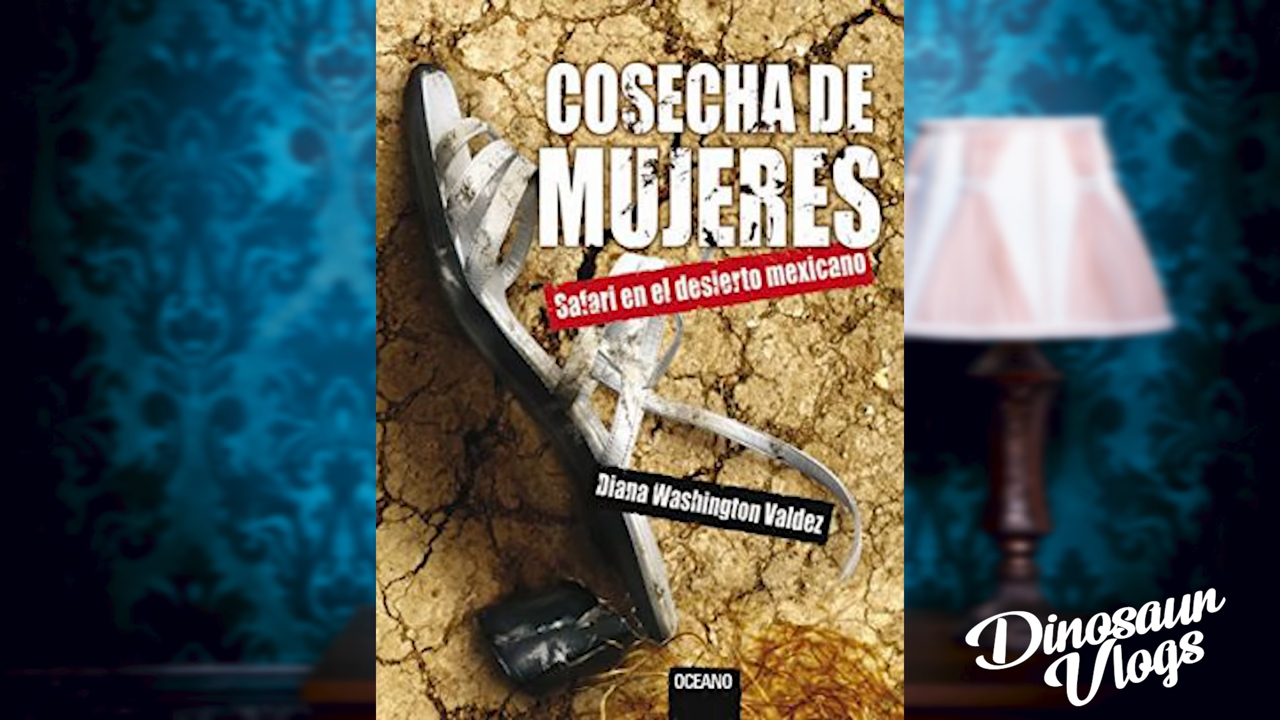 COSECHA DE
MUJERES
Safari en el desierto mexicano
Diana Washington Valdez
OCEANO
Dinosaur
Vlogs